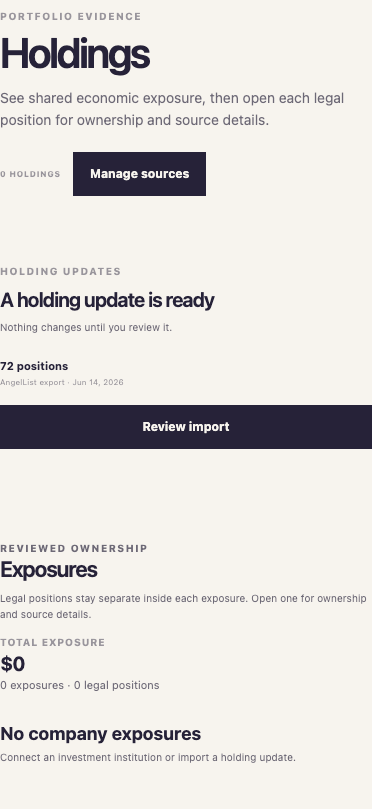 PORTFOLIO EVIDENCE
Holdings
See shared economic exposure, then open each legal
position for ownership and source details.
0 HOLDINGS
Manage sources
HOLDING UPDATES
A holding update is ready
Nothing changes until you review it.
72 positions
AngelList export · Jun 14, 2026
Review import
REVIEWED OWNERSHIP
Exposures
Legal positions stay separate inside each exposure. Open one for ownership
and source details.
TOTAL EXPOSURE
$0
0 exposures · 0 legal positions
No company exposures
Connect an investment institution or import a holding update.